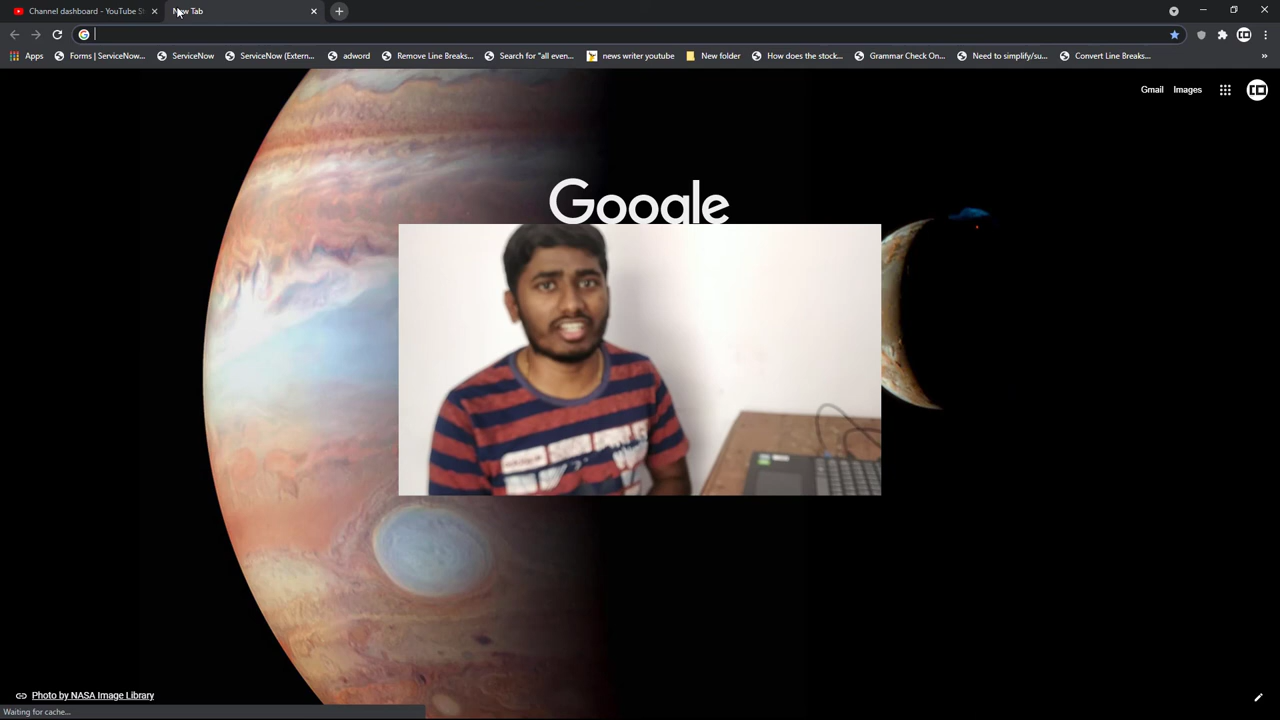 Channel dashboard - YouTube St
New Tab
Apps
Forms | ServiceNow...
ServiceNow
ServiceNow (Extern...
adword
Remove Line Breaks...
Search for "all even...
news writer youtube
New folder
How does the stock...
Grammar Check On...
Need to simplify/su...
Convert Line Breaks...
»
Gmail
Images
Google
Photo by NASA Image Library
Waiting for cache...